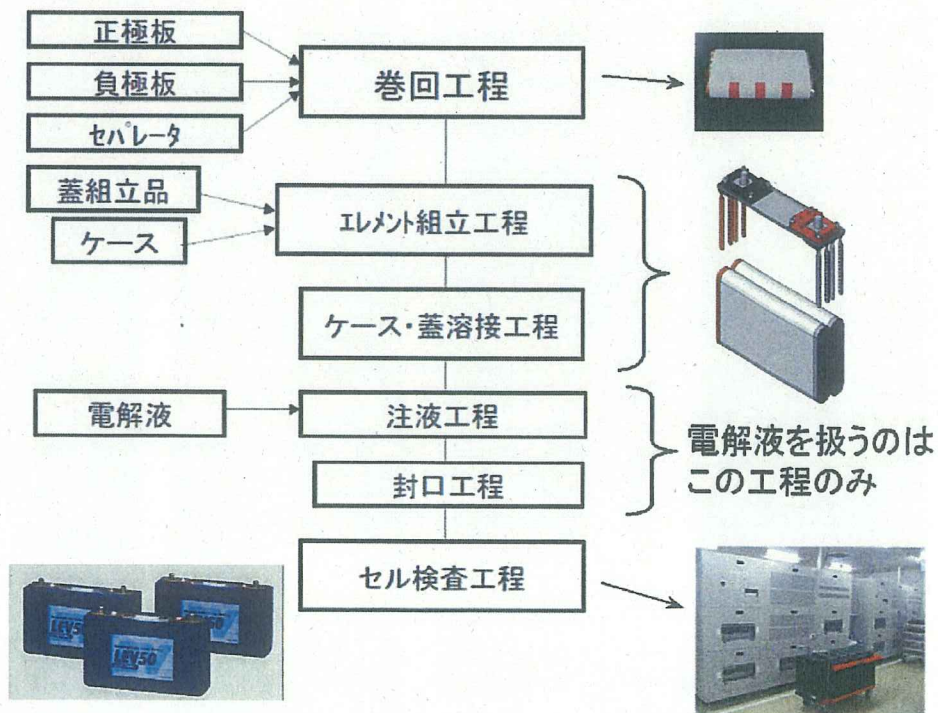 正極板
負極板
セパレータ
巻回工程
蓋組立品
ケース
エレメント組立工程
ケース・蓋溶接工程
電解液
注液工程
封口工程
電解液を扱うのは
この工程のみ
セル検査工程
LEV50
LEV50
LEV50